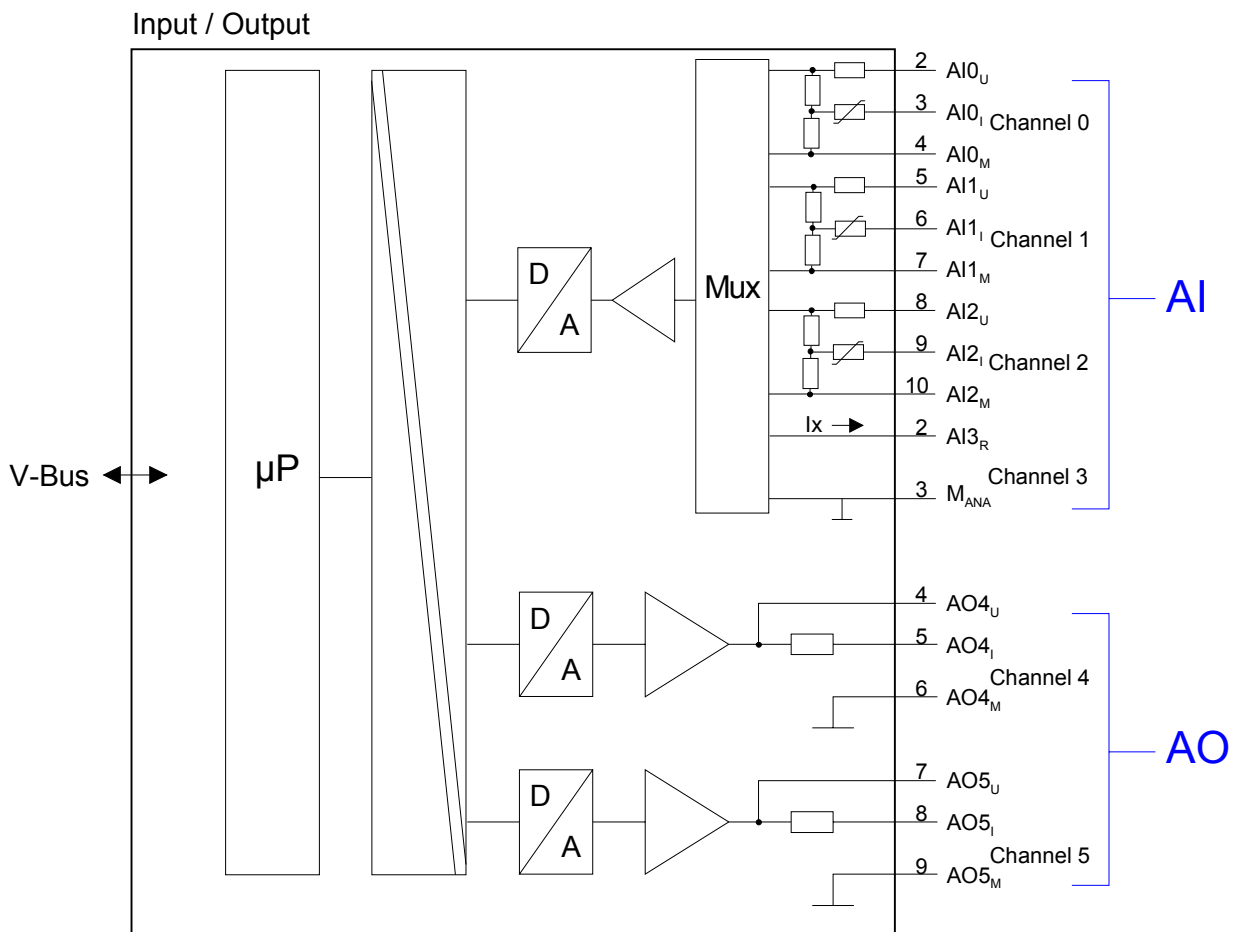 Input / Output
V-Bus
µP
D
A
Mux
2 AI0U
3 AI0I
Channel 0
4 AI0M
5 AI1U
6 AI1I
Channel 1
7 AI1M
8 AI2U
9 AI2I
Channel 2
10 AI2M
Ix
2 AI3R
Channel 3
3 MANA
AI
D
A
4 AO4U
5 AO4I
Channel 4
6 AO4M
D
A
7 AO5U
8 AO5I
Channel 5
9 AO5M
AO